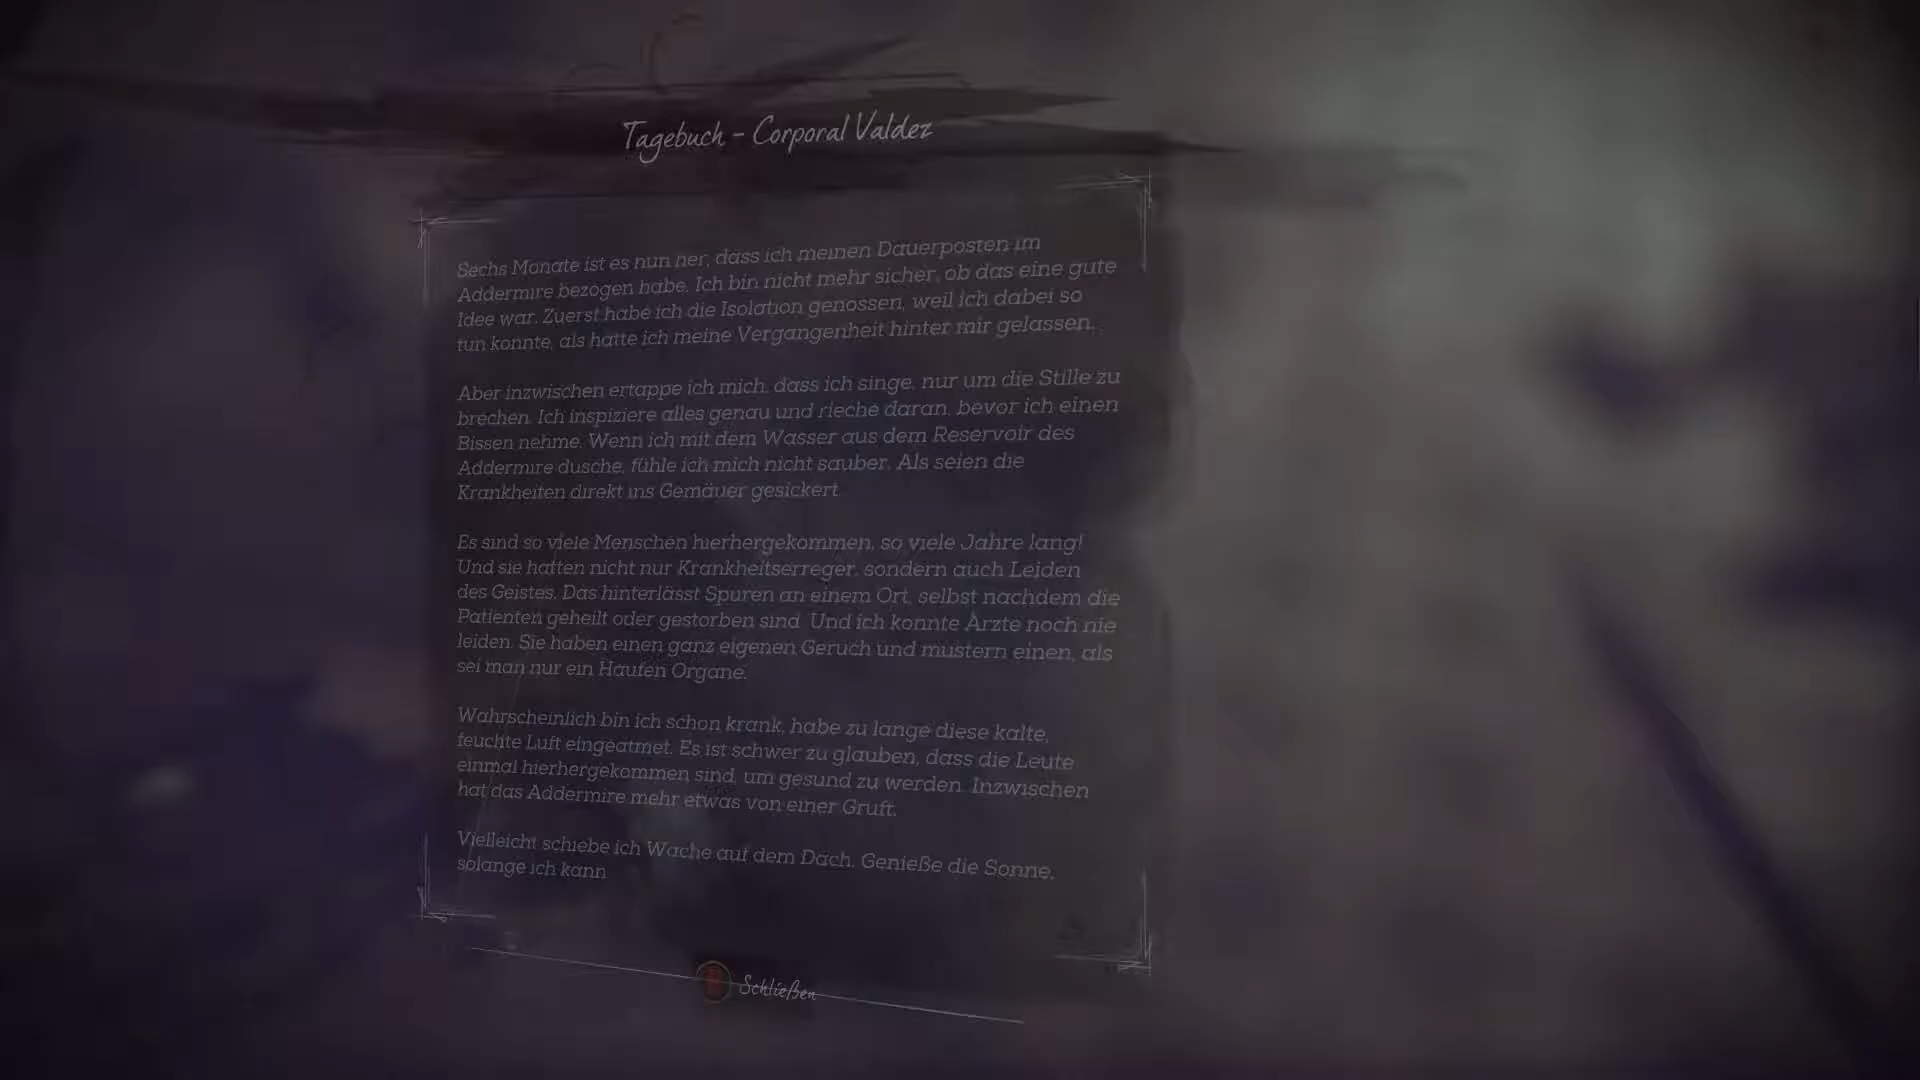 Tagebuch - Corporal Valdez
Sechs Monate ist es nun her, dass ich meinen Dauerposten im
Addermire bezogen habe. Ich bin nicht mehr sicher, ob das eine gute
Idee war. Zuerst habe ich die Isolation genossen, weil ich dabei so
tun konnte, als hätte ich meine Vergangenheit hinter mir gelassen.
Aber inzwischen ertappe ich mich, dass ich singe, nur um die Stille zu
brechen. Ich inspiziere alles genau und rieche daran, bevor ich einen
Bissen nehme. Wenn ich mit dem Wasser aus dem Reservoir des
Addermire dusche, fühle ich mich nicht sauber. Als seien die
Krankheiten direkt ins Gemäuer gesickert.
Es sind so viele Menschen hierhergekommen, so viele Jahre lang!
Und sie hatten nicht nur Krankheitserreger, sondern auch Leiden
des Geistes. Das hinterlässt Spuren an einem Ort, selbst nachdem die
Patienten geheilt oder gestorben sind. Und ich konnte Ärzte noch nie
leiden. Sie haben einen ganz eigenen Geruch und mustern einen, als
sei man nur ein Haufen Organe.
Wahrscheinlich bin ich schon krank, habe zu lange diese kalte,
feuchte Luft eingeatmet. Es ist schwer zu glauben, dass die Leute
einmal hierhergekommen sind, um gesund zu werden. Inzwischen
hat das Addermire mehr etwas von einer Gruft.
Vielleicht schiebe ich Wache auf dem Dach. Genieße die Sonne,
solange ich kann.
Schließen